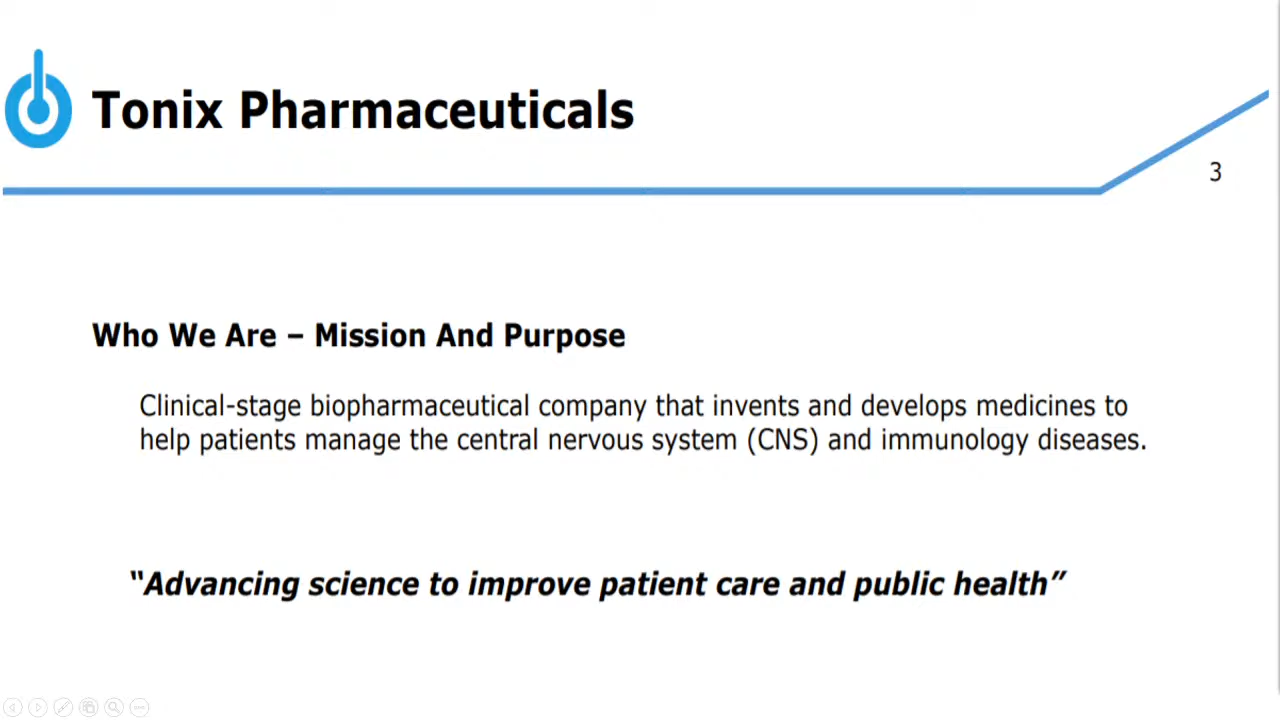 Tonix Pharmaceuticals
3
Who We Are – Mission And Purpose
Clinical-stage biopharmaceutical company that invents and develops medicines to
help patients manage the central nervous system (CNS) and immunology diseases.
“Advancing science to improve patient care and public health”